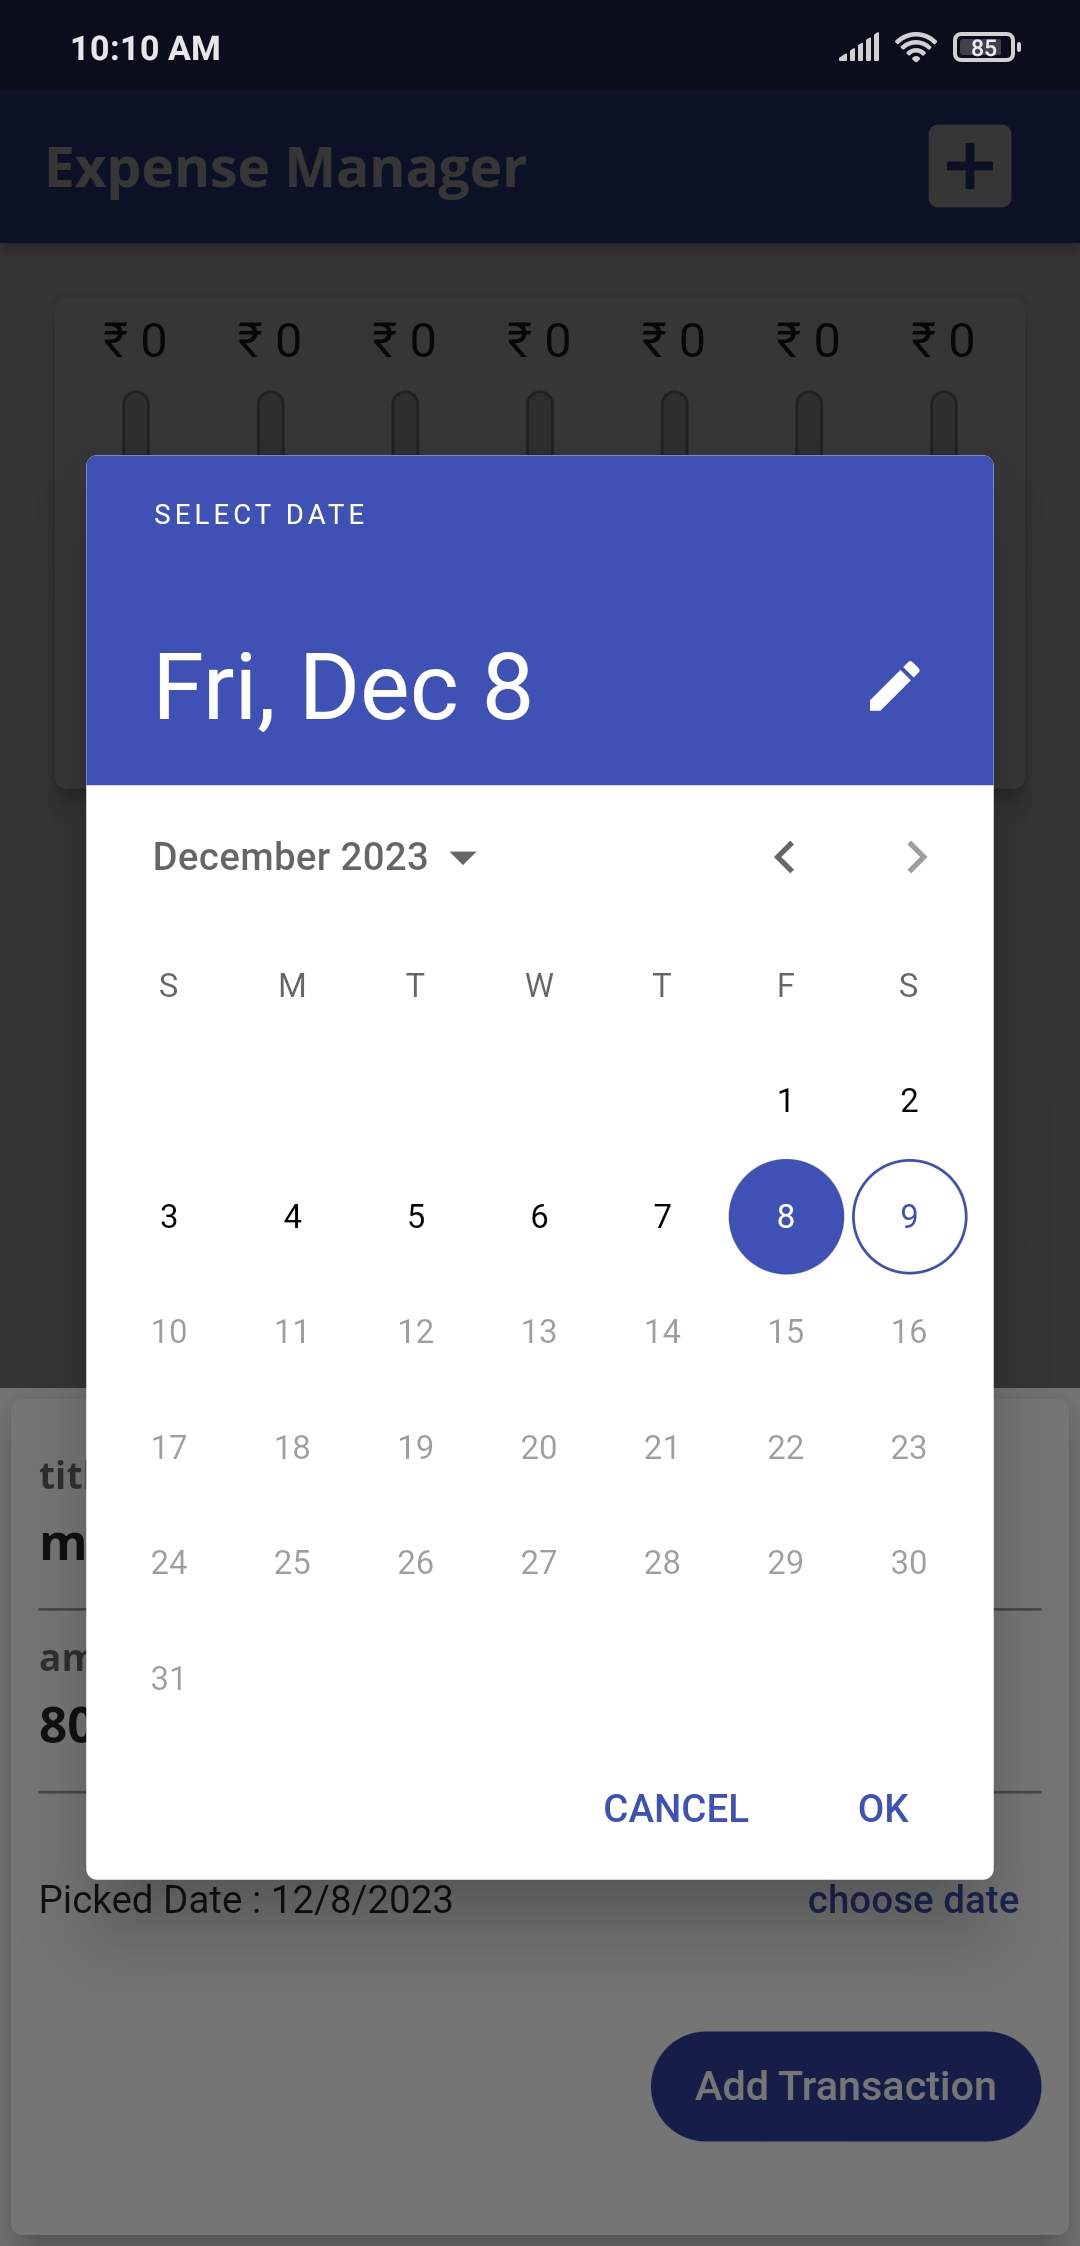 10:10 AM 85
Expense Manager
₹ 0 ₹ 0 ₹ 0 ₹ 0 ₹ 0 ₹ 0 ₹ 0
SELECT DATE
Fri, Dec 8
December 2023
S M T W T F S
1 2
3 4 5 6 7 8 9
10 11 12 13 14 15 16
17 18 19 20 21 22 23
24 25 26 27 28 29 30
31
CANCEL OK
Picked Date : 12/8/2023 choose date
Add Transaction